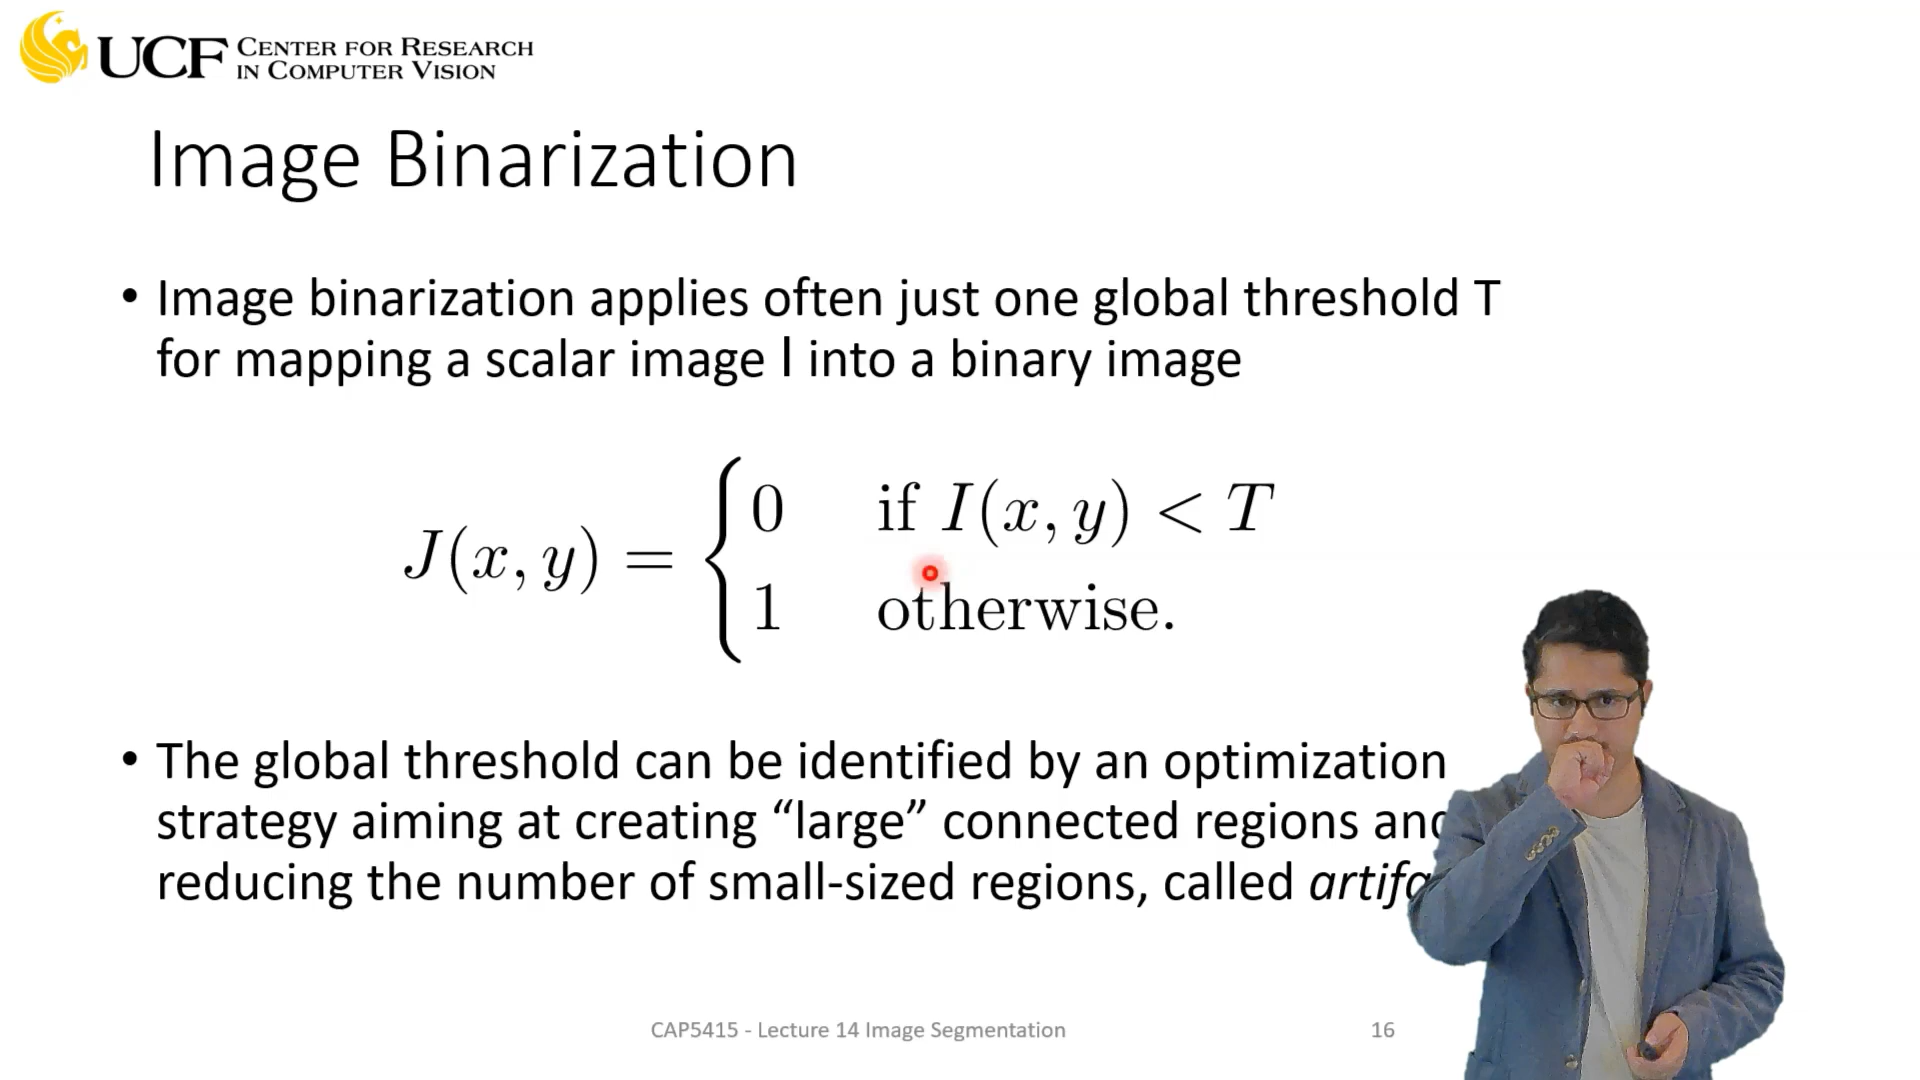 UCF CENTER FOR RESEARCH
IN COMPUTER VISION
Image Binarization
• Image binarization applies often just one global threshold T
for mapping a scalar image I into a binary image
J(x, y) = { 0 if I(x, y) < T
1 otherwise.
• The global threshold can be identified by an optimization
strategy aiming at creating “large” connected regions
reducing the number of small-sized regions, called
CAP5415 - Lecture 14 Image Segmentation 16